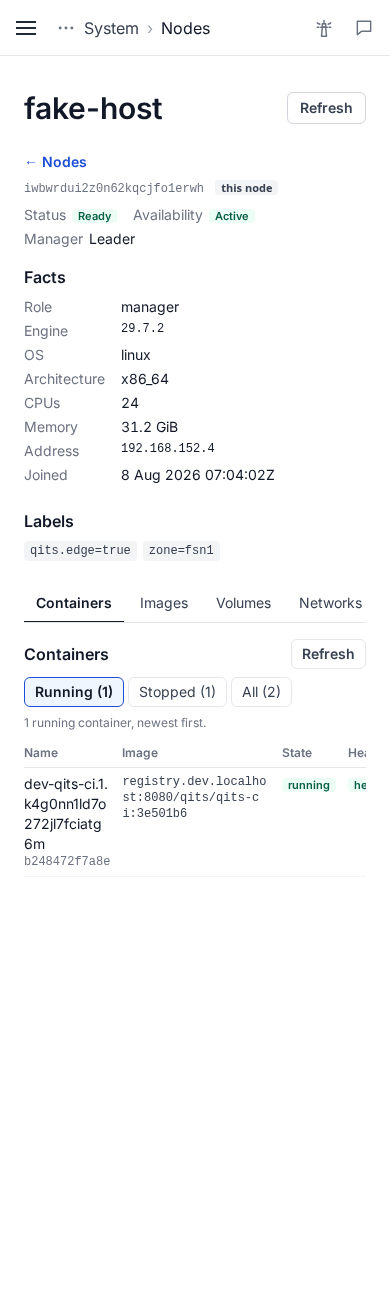 ··· System › Nodes
fake-host
Refresh
← Nodes
iwbwrdui2z0n62kqcjfo1erwh this node
Status Ready Availability Active
Manager Leader
Facts
Role manager
Engine 29.7.2
OS linux
Architecture x86_64
CPUs 24
Memory 31.2 GiB
Address 192.168.152.4
Joined 8 Aug 2026 07:04:02Z
Labels
qits.edge=true zone=fsn1
Containers Images Volumes Networks
Containers Refresh
Running (1) Stopped (1) All (2)
1 running container, newest first.
Name Image State Hea
dev-qits-ci.1. registry.dev.localho running he
k4g0nn1ld7o st:8080/qits/qits-c
272jl7fciatg i:3e501b6
6m
b248472f7a8e